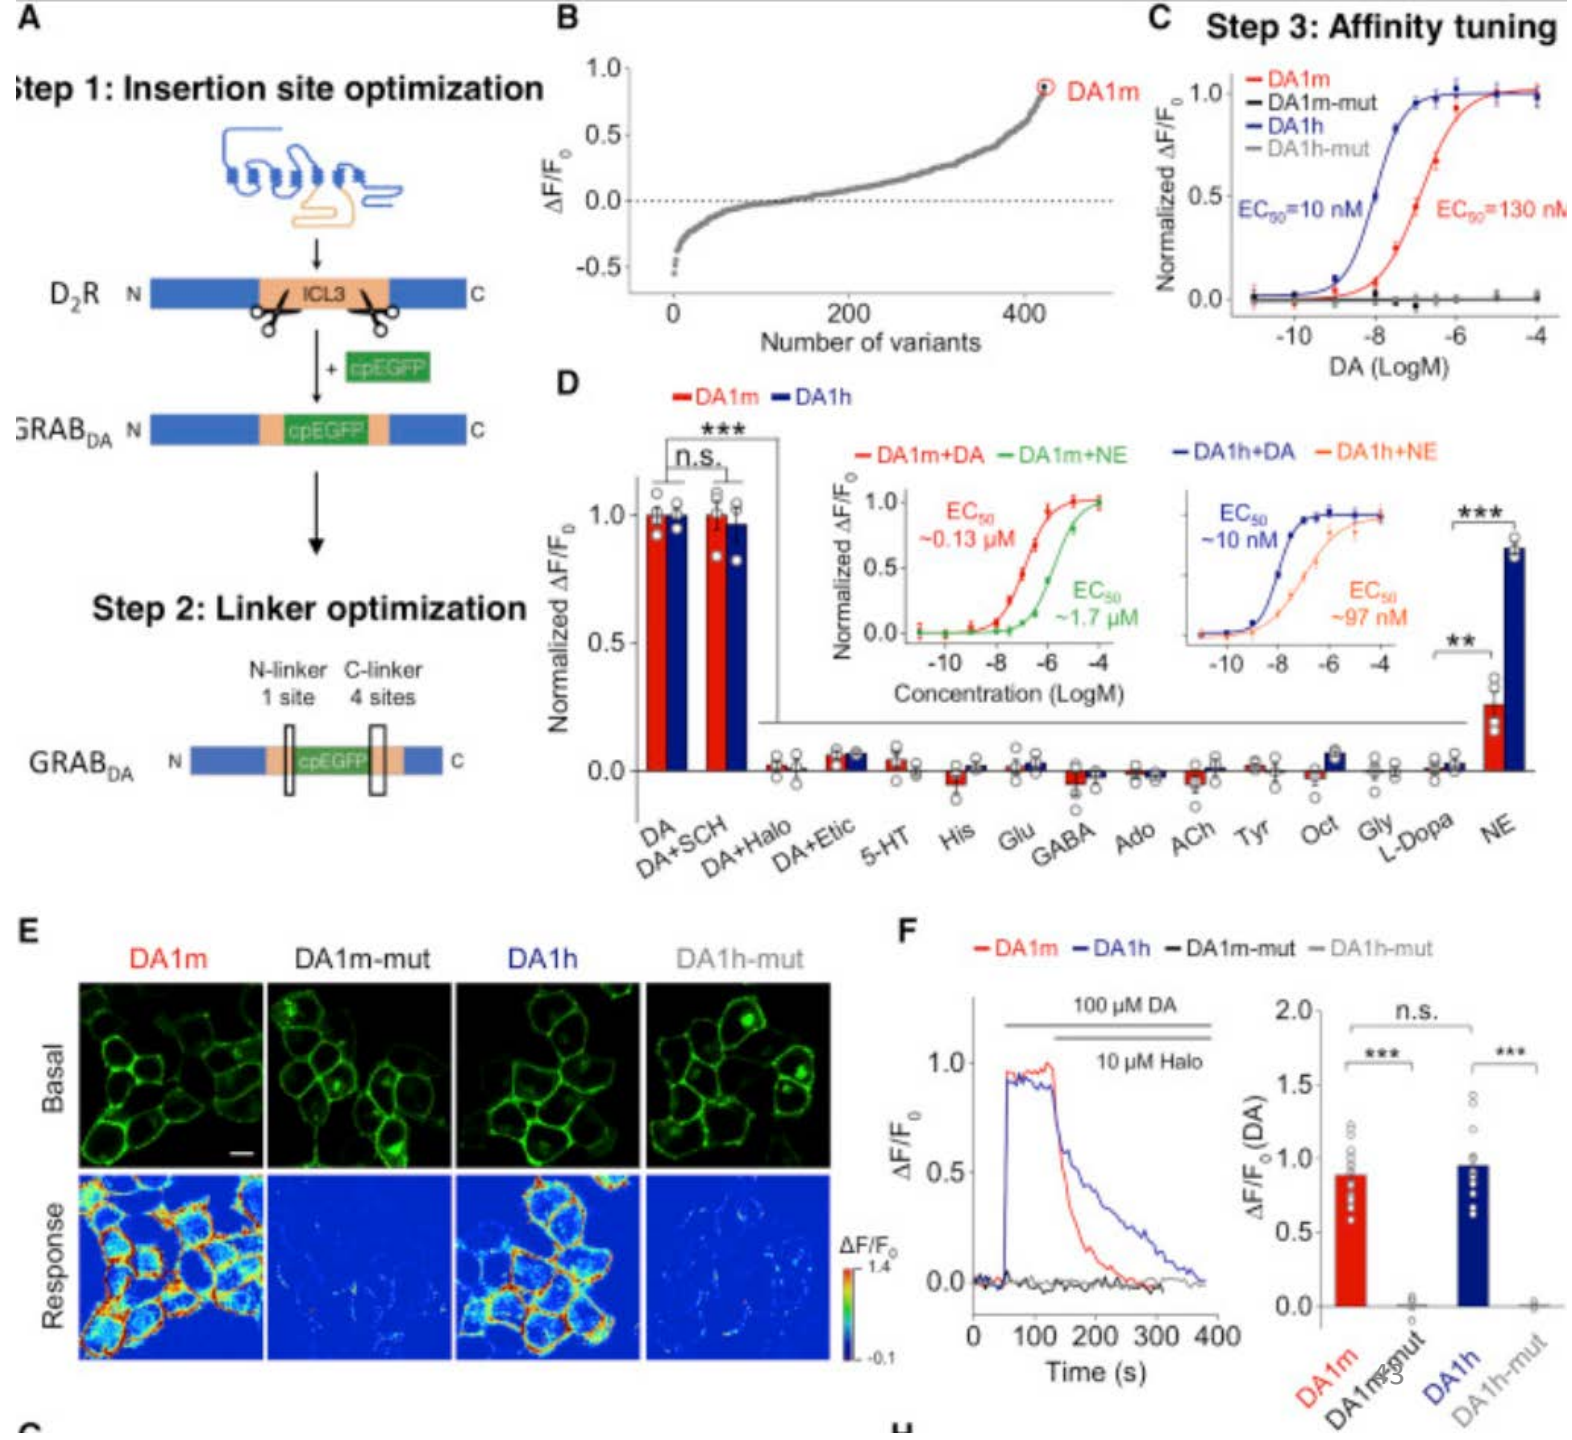 A
Step 1: Insertion site optimization
D2R
N
ICL3
C
+ cpEGFP
GRABDA
N
cpEGFP
C
Step 2: Linker optimization
N-linker
1 site
C-linker
4 sites
GRABDA
N
cpEGFP
C
B
1.0
0.5
0.0
-0.5
ΔF/F0
DA1m
0
200
400
Number of variants
C
Step 3: Affinity tuning
DA1m
DA1m-mut
DA1h
DA1h-mut
Normalized ΔF/F0
1.0
0.5
0.0
EC50=10 nM
EC50=130 nM
-10
-8
-6
-4
DA (LogM)
D
DA1m
DA1h
***
n.s.
Normalized ΔF/F0
1.0
0.5
0.0
DA1m+DA
DA1m+NE
Normalized ΔF/F0
1.0
0.5
0.0
EC50
~0.13 µM
EC50
~1.7 µM
-10
-8
-6
-4
Concentration (LogM)
DA1h+DA
DA1h+NE
EC50
~10 nM
EC50
~97 nM
-10
-8
-6
-4
***
**
DA
DA+SCH
DA+Halo
DA+Etic
5-HT
His
Glu
GABA
Ado
ACh
Tyr
Oct
Gly
L-Dopa
NE
E
DA1m
DA1m-mut
DA1h
DA1h-mut
Basal
Response
ΔF/F0
1.4
-0.1
F
DA1m
DA1h
DA1m-mut
DA1h-mut
100 µM DA
10 µM Halo
ΔF/F0
1.0
0.5
0.0
0
100
200
300
400
Time (s)
ΔF/F0 (DA)
2.0
1.5
1.0
0.5
0.0
n.s.
***
***
DA1m
DA1m-mut
DA1h
DA1h-mut